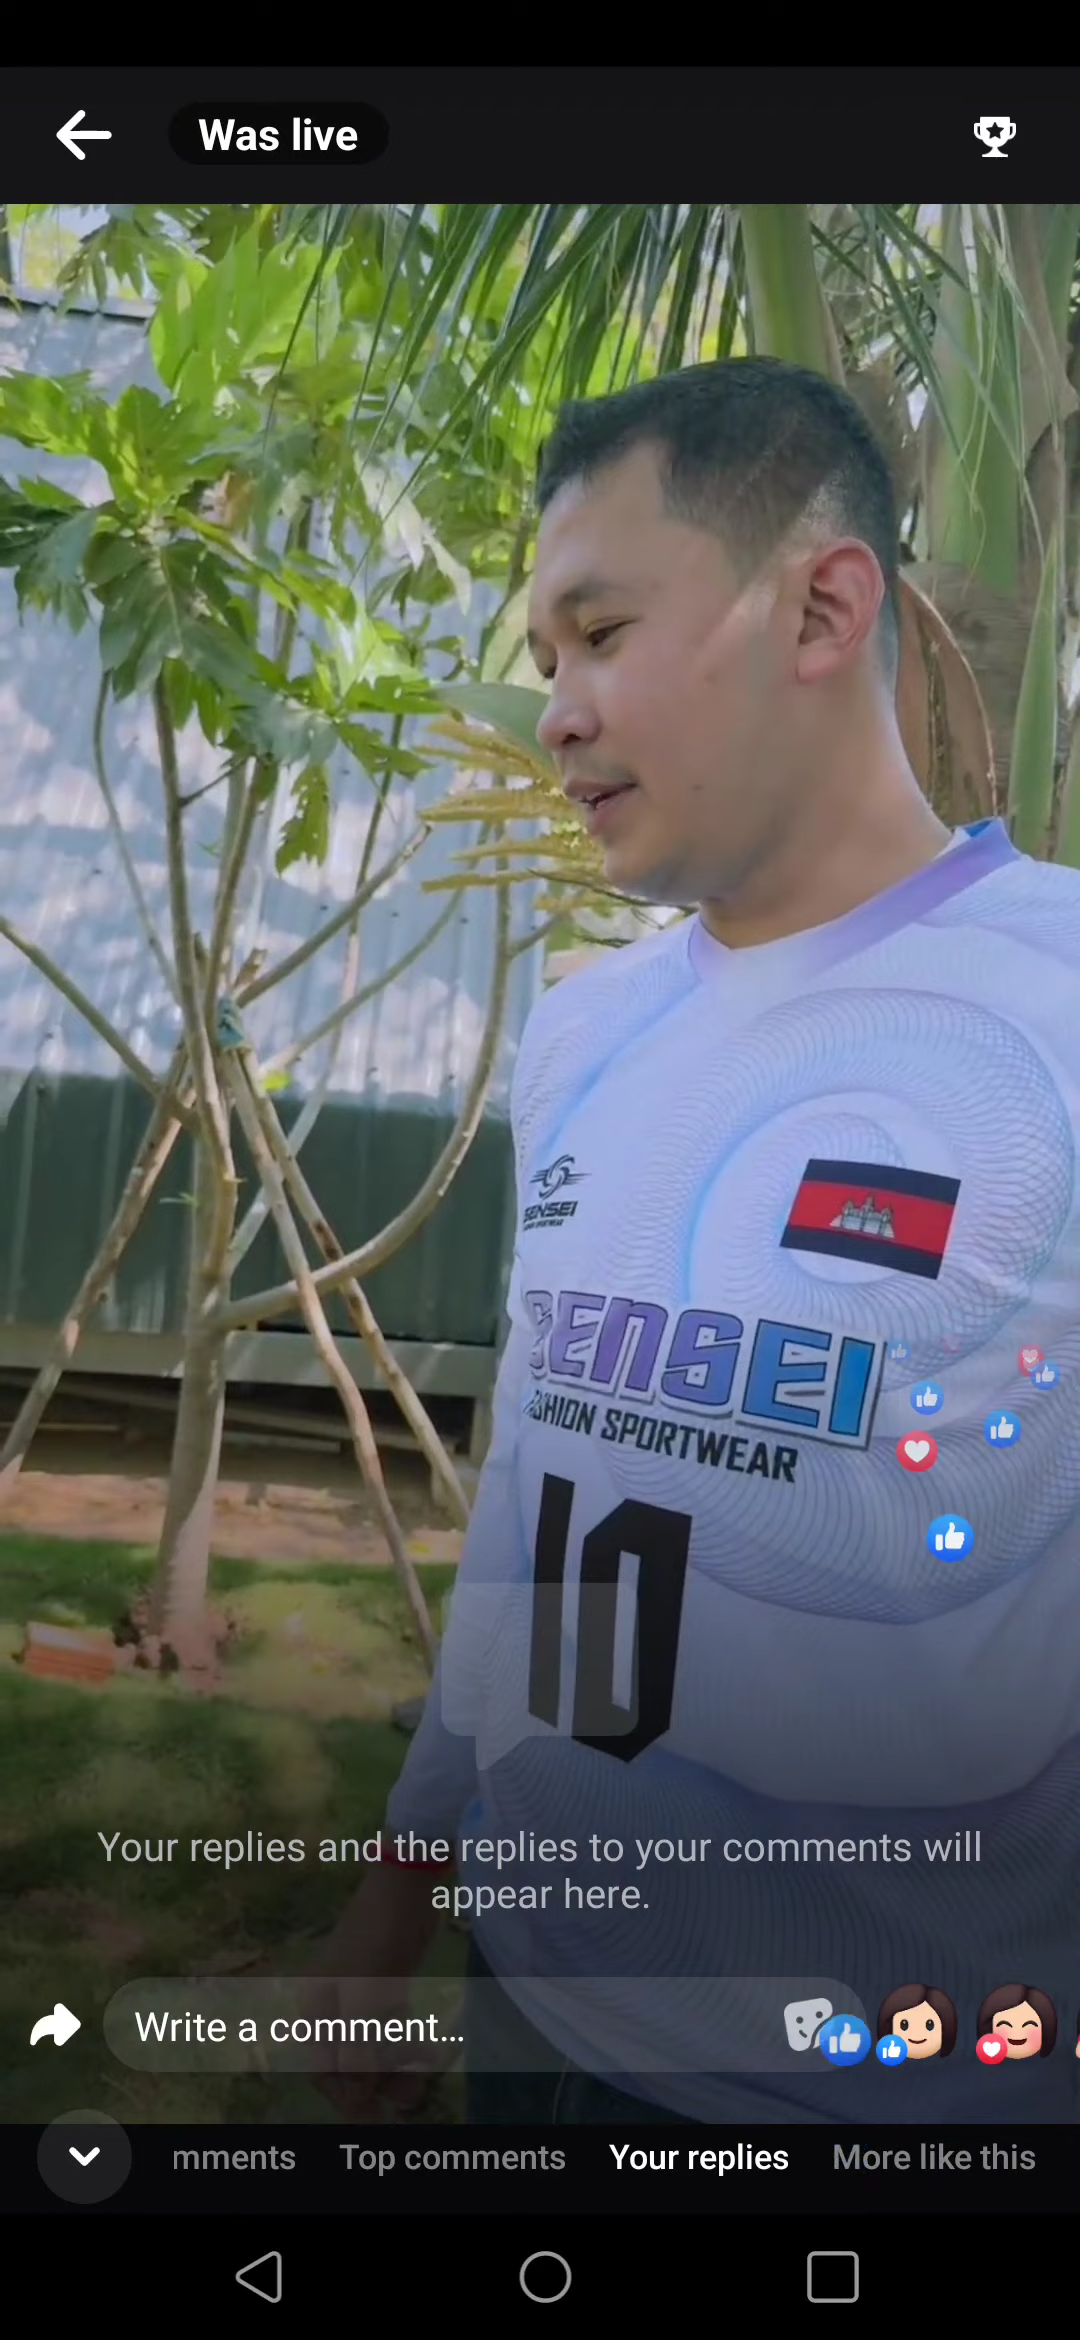 Was live
SENSEI
SENSEI
FASHION SPORTWEAR
10
Your replies and the replies to your comments will
appear here.
Write a comment...
mments
Top comments
Your replies
More like this